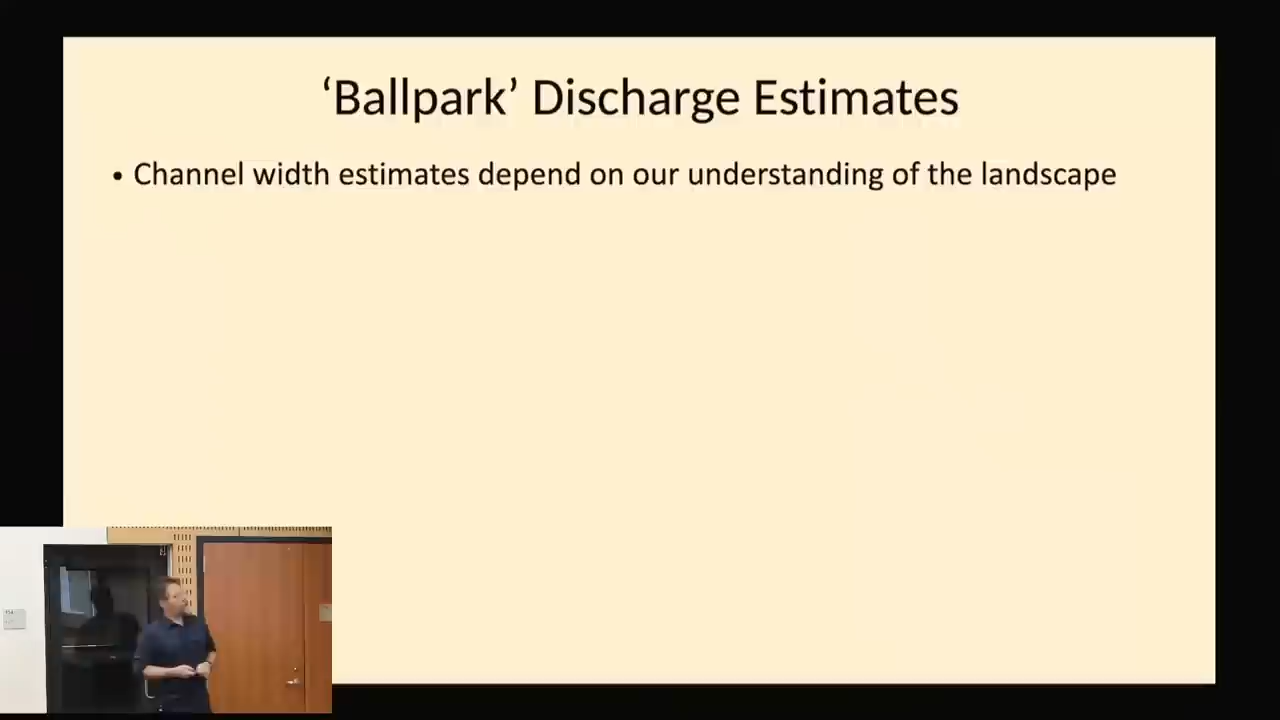 ‘Ballpark’ Discharge Estimates
• Channel width estimates depend on our understanding of the landscape